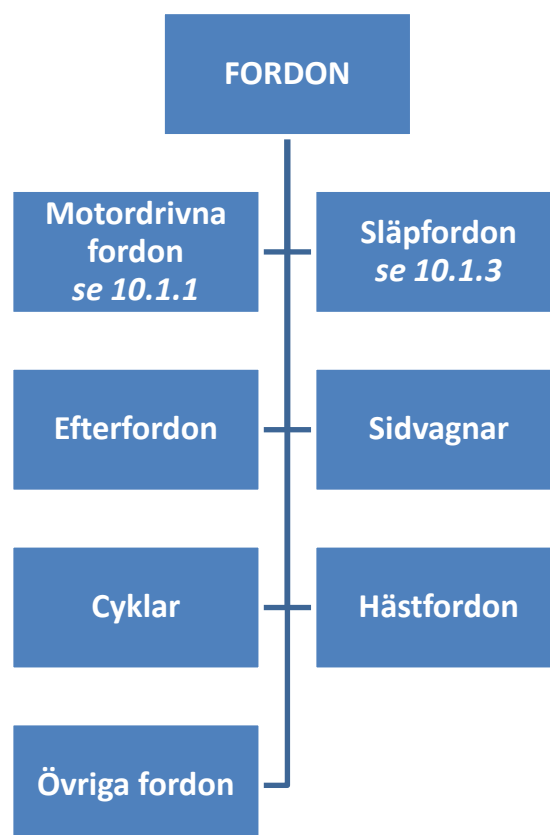 FORDON
Motordrivna
fordon
se 10.1.1
Släpfordon
se 10.1.3
Efterfordon
Sidvagnar
Cyklar
Hästfordon
Övriga fordon